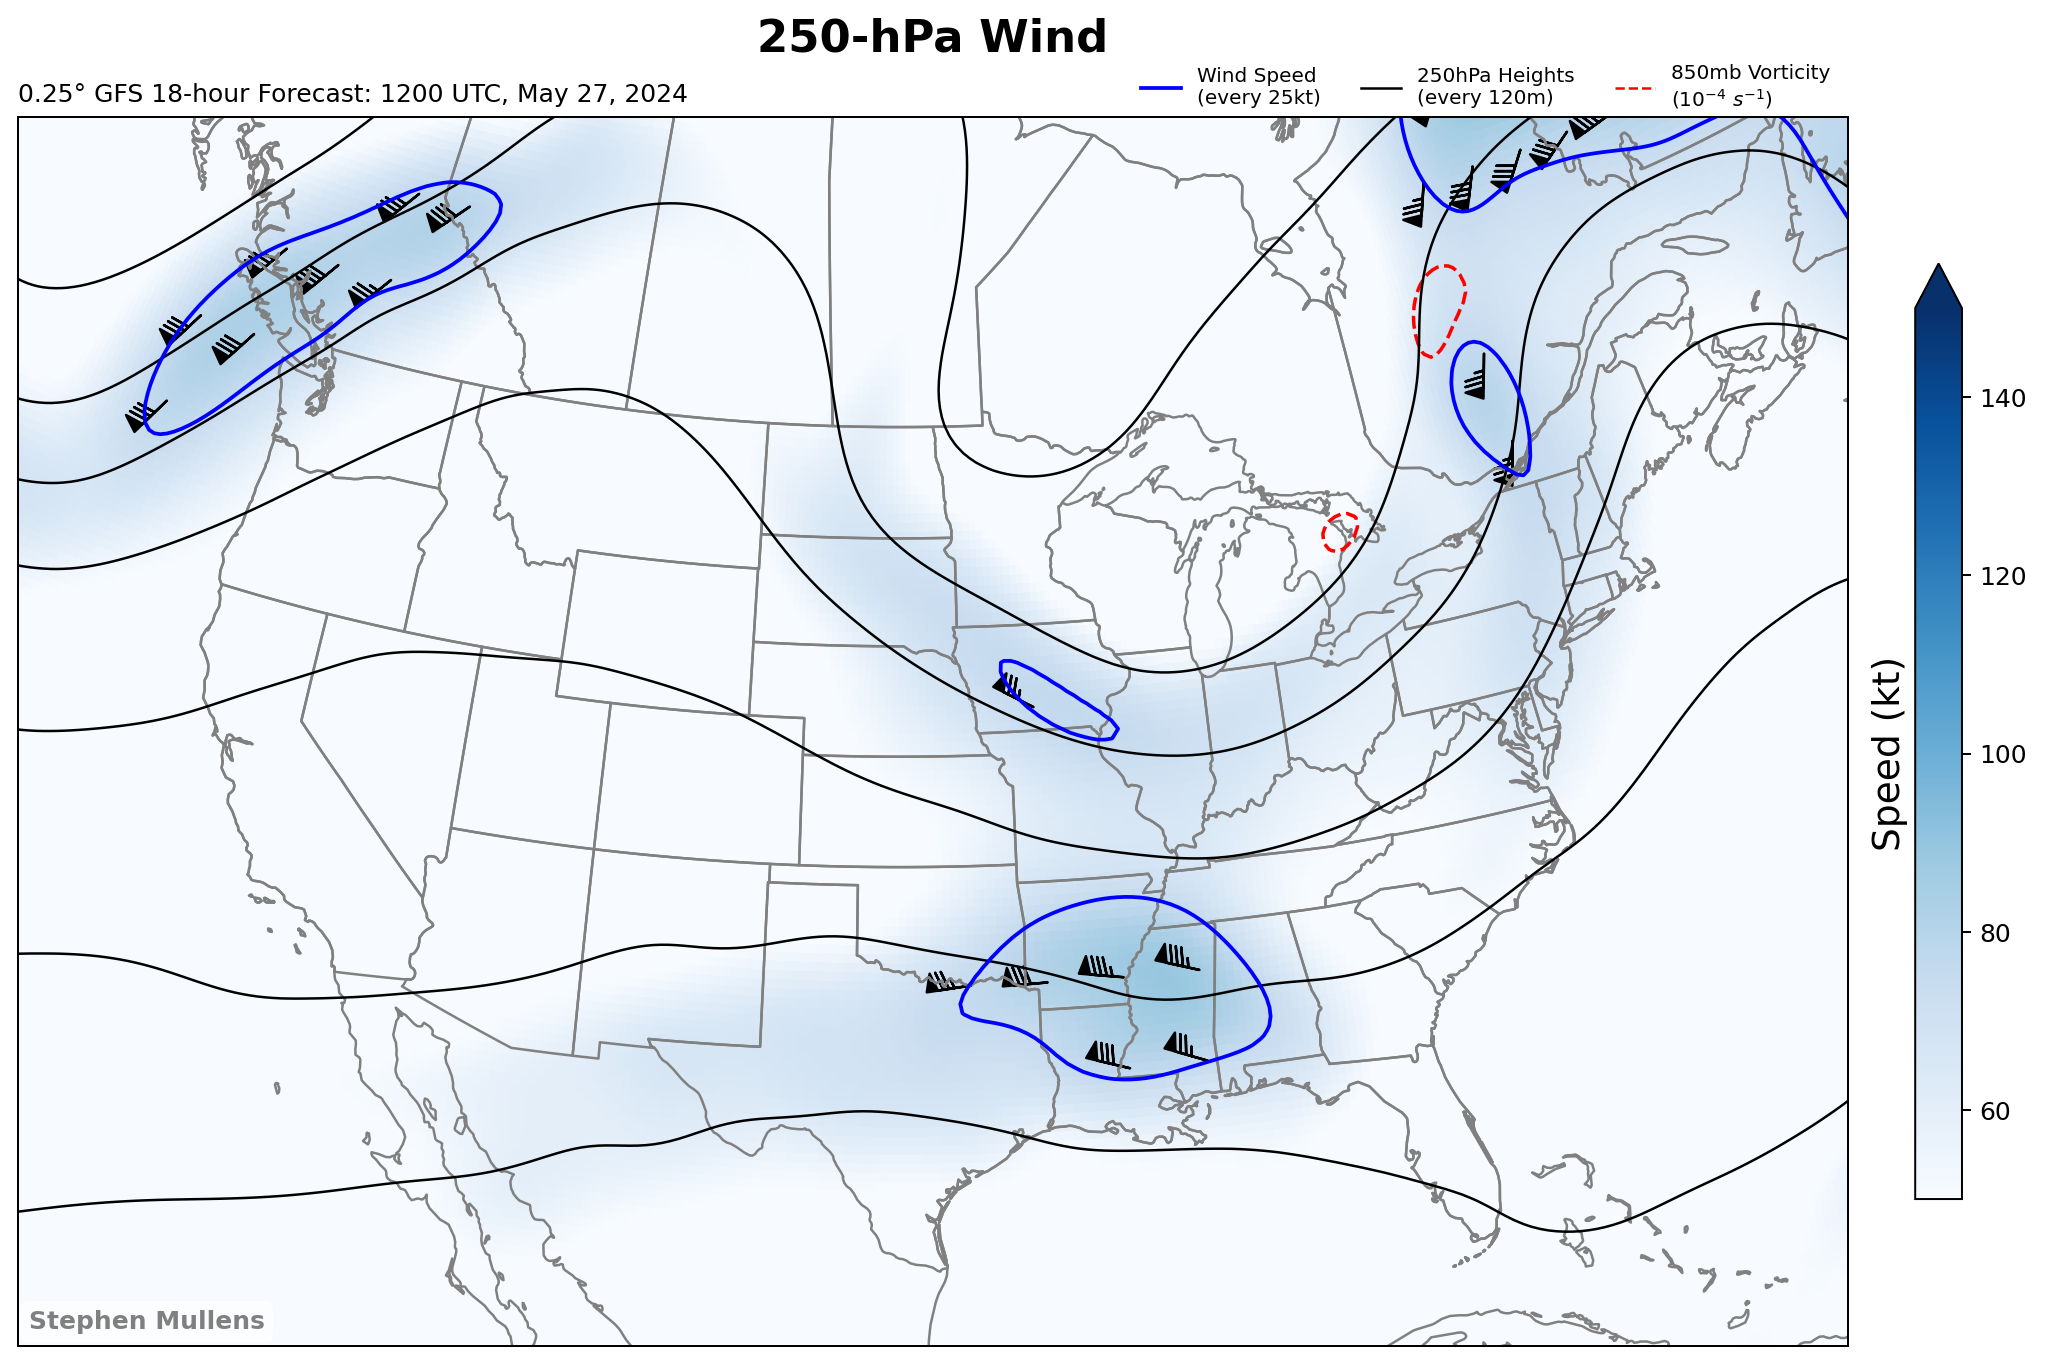 250-hPa Wind
0.25° GFS 18-hour Forecast: 1200 UTC, May 27, 2024
Wind Speed
(every 25kt)
250hPa Heights
(every 120m)
850mb Vorticity
(10⁻⁴ s⁻¹)
140
120
100
80
60
Speed (kt)
Stephen Mullens